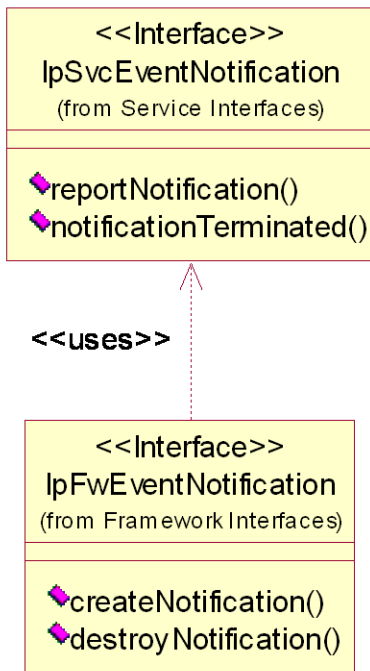 <<Interface>>
IpSvcEventNotification
(from Service Interfaces)
reportNotification()
notificationTerminated()
<<uses>>
<<Interface>>
IpFwEventNotification
(from Framework Interfaces)
createNotification()
destroyNotification()